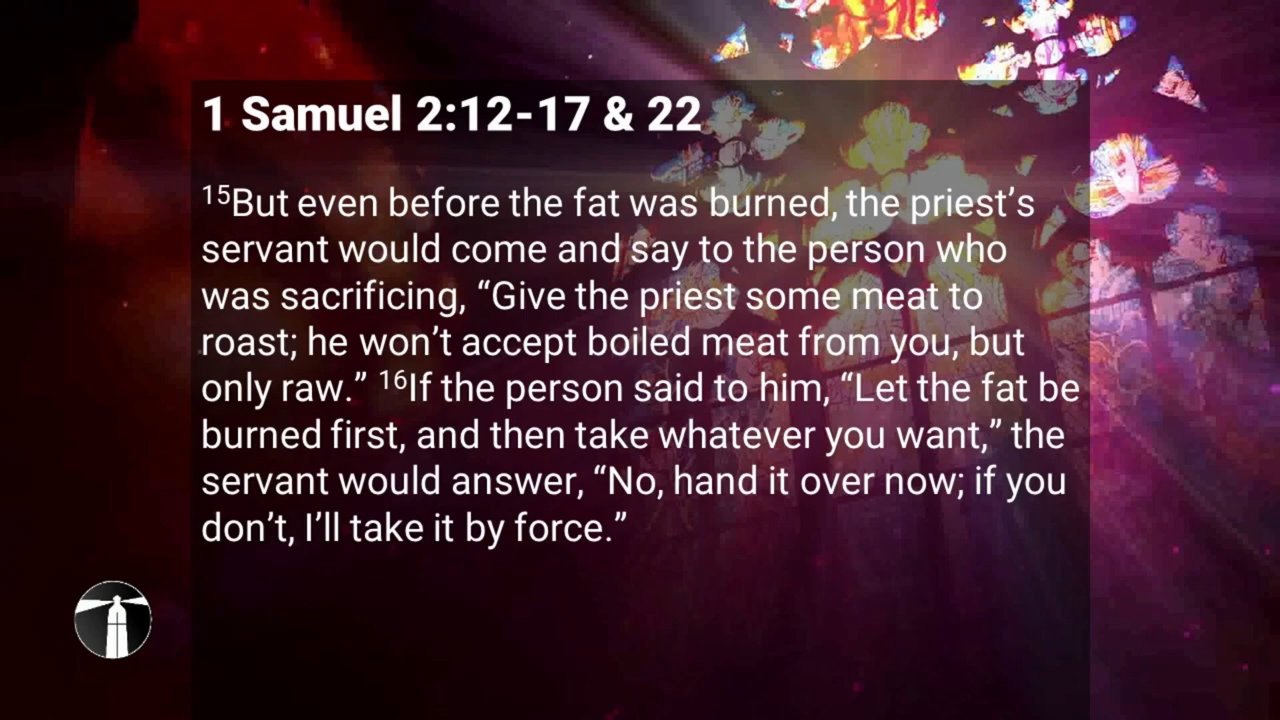 1 Samuel 2:12-17 & 22
¹⁵But even before the fat was burned, the priest’s
servant would come and say to the person who
was sacrificing, “Give the priest some meat to
roast; he won’t accept boiled meat from you, but
only raw.” ¹⁶If the person said to him, “Let the fat be
burned first, and then take whatever you want,” the
servant would answer, “No, hand it over now; if you
don’t, I’ll take it by force.”